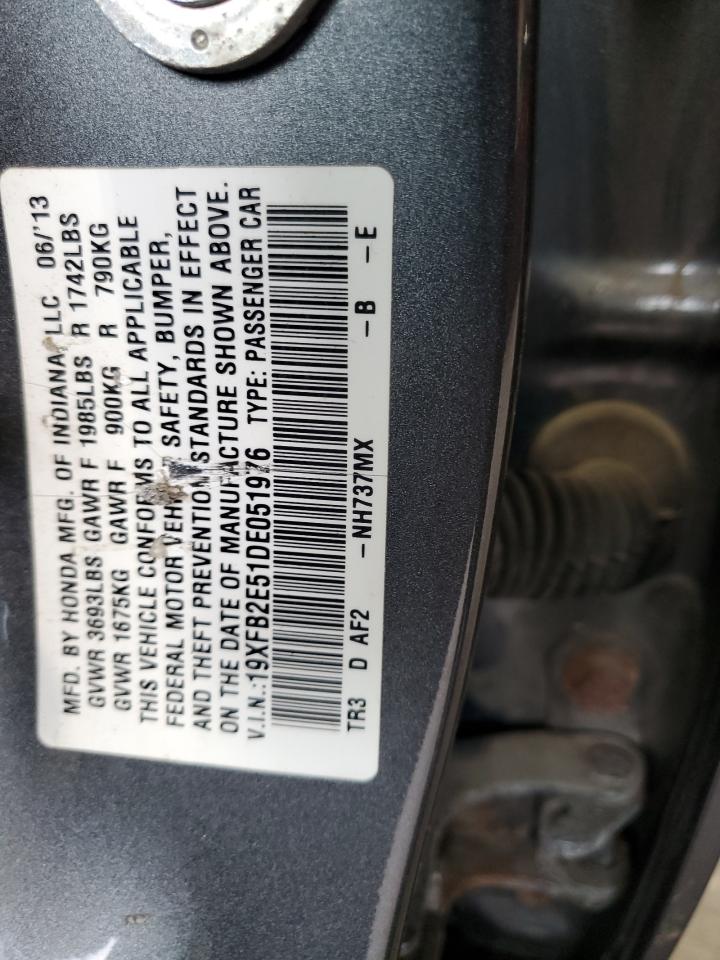 MFD. BY HONDA MFG. OF INDIANA, LLC 06/'13
GVWR 3693LBS GAWR F 1985LBS R 1742LBS
GVWR 1675KG GAWR F 900KG R 790KG
THIS VEHICLE CONFORMS TO ALL APPLICABLE
FEDERAL MOTOR VEHICLE SAFETY, BUMPER,
AND THEFT PREVENTION STANDARDS IN EFFECT
ON THE DATE OF MANUFACTURE SHOWN ABOVE.
V.I.N.:19XFB2E51DE051976 TYPE: PASSENGER CAR
TR3 D AF2 -NH737MX -B -E